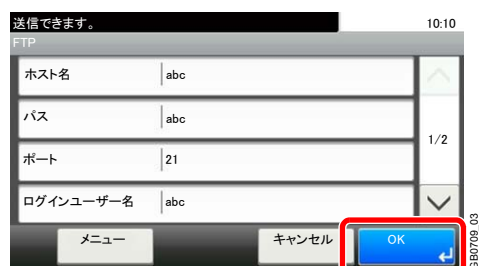 送信できます。 10:10
FTP
ホスト名 abc
パス abc
1/2
ポート 21
ログインユーザー名 abc
メニュー キャンセル OK
GB0709_03